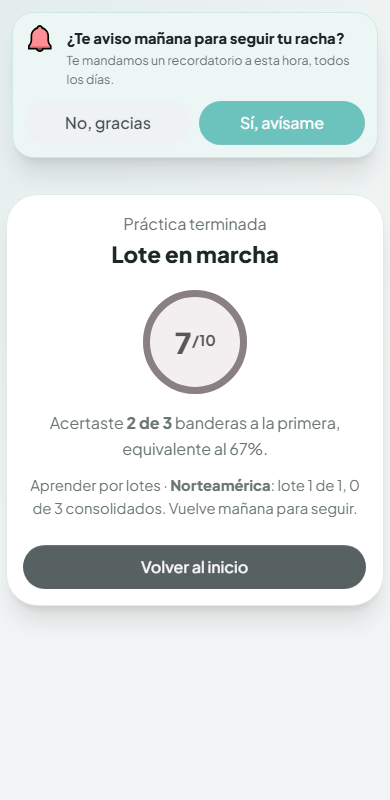 ¿Te aviso mañana para seguir tu racha?
Te mandamos un recordatorio a esta hora, todos
los días.
No, gracias
Sí, avísame
Práctica terminada
Lote en marcha
7/10
Acertaste 2 de 3 banderas a la primera,
equivalente al 67%.
Aprender por lotes · Norteamérica: lote 1 de 1, 0
de 3 consolidados. Vuelve mañana para seguir.
Volver al inicio